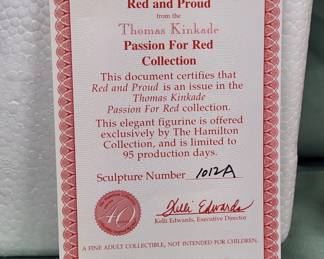 Red and Proud
from the
Thomas Kinkade
Passion For Red
Collection
This document certifies that
Red and Proud is an issue in the
Thomas Kinkade
Passion For Red collection.
This elegant figurine is offered
exclusively by The Hamilton
Collection, and is limited to
95 production days.
Sculpture Number 1012A
Kelli Edwards
Kelli Edwards, Executive Director
40
A FINE ADULT COLLECTIBLE, NOT INTENDED FOR CHILDREN.